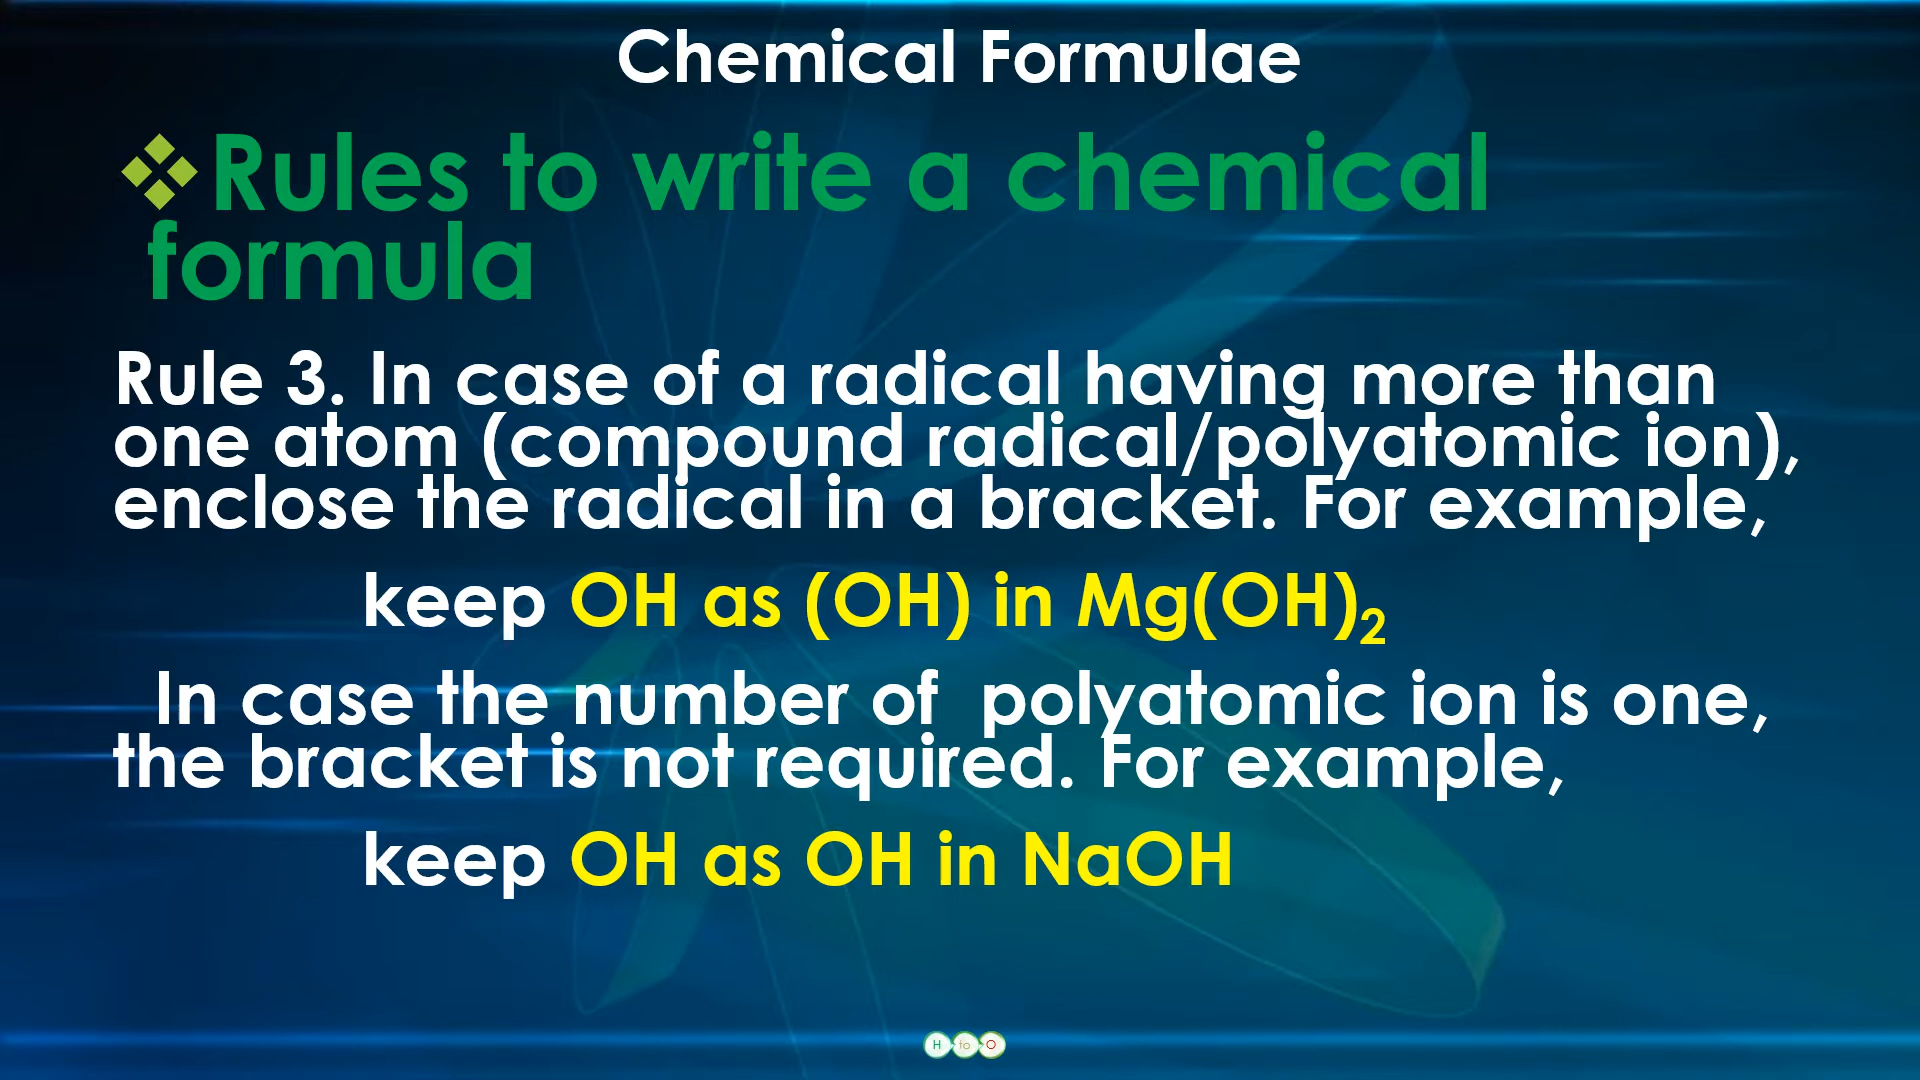 Chemical Formulae
❖Rules to write a chemical
formula
Rule 3. In case of a radical having more than
one atom (compound radical/polyatomic ion),
enclose the radical in a bracket. For example,
keep OH as (OH) in Mg(OH)₂
In case the number of  polyatomic ion is one,
the bracket is not required. For example,
keep OH as OH in NaOH
H fo O